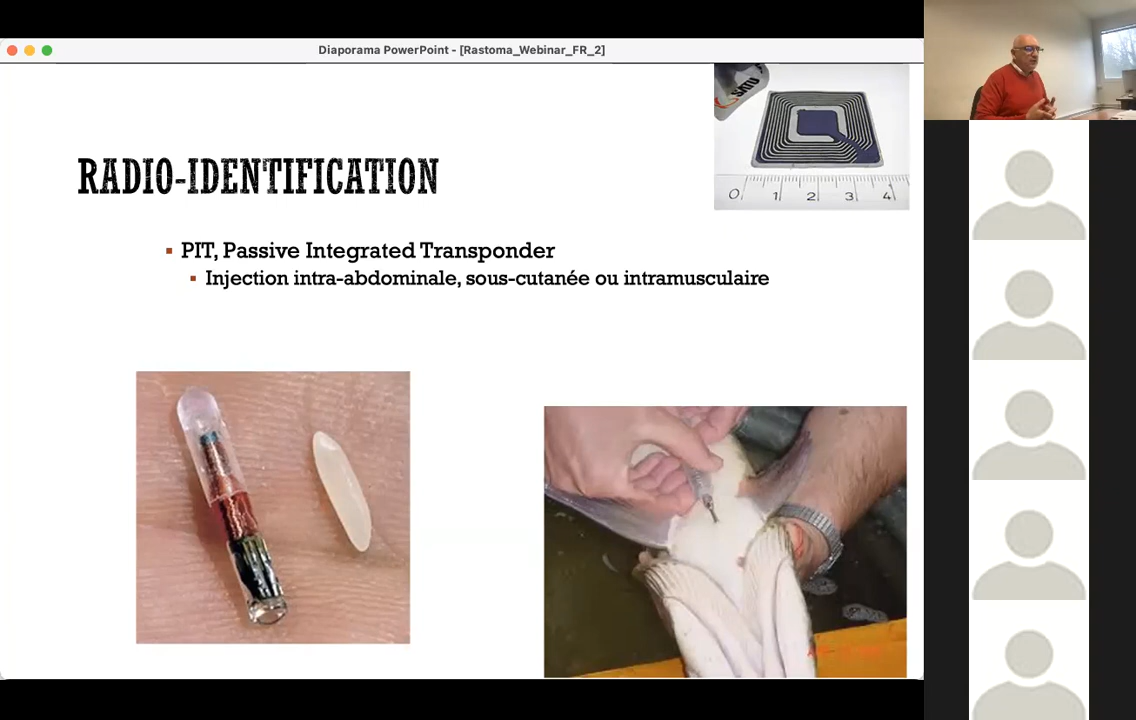 Diaporama PowerPoint - [Rastoma_Webinar_FR_2]
RADIO-IDENTIFICATION
PIT, Passive Integrated Transponder
Injection intra-abdominale, sous-cutanée ou intramusculaire
0 1 2 3 4